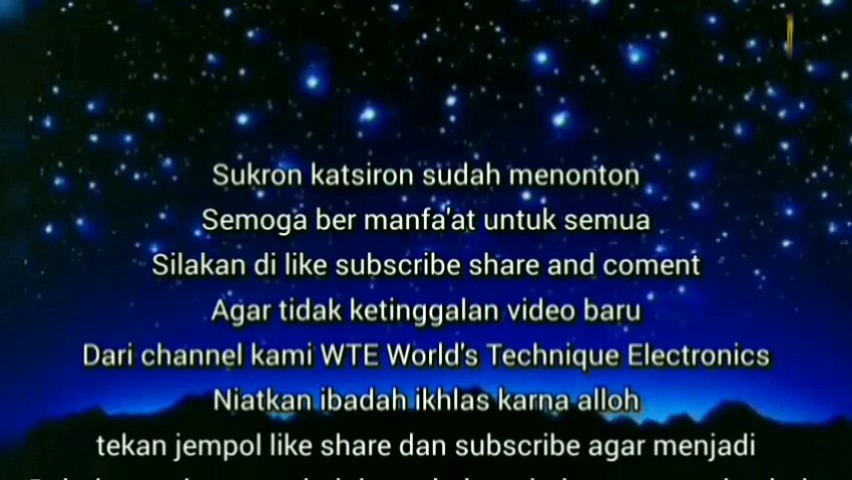 Sukron katsiron sudah menonton
Semoga ber manfa'at untuk semua
Silakan di like subscribe share and coment
Agar tidak ketinggalan video baru
Dari channel kami WTE World's Technique Electronics
Niatkan ibadah ikhlas karna alloh
tekan jempol like share dan subscribe agar menjadi